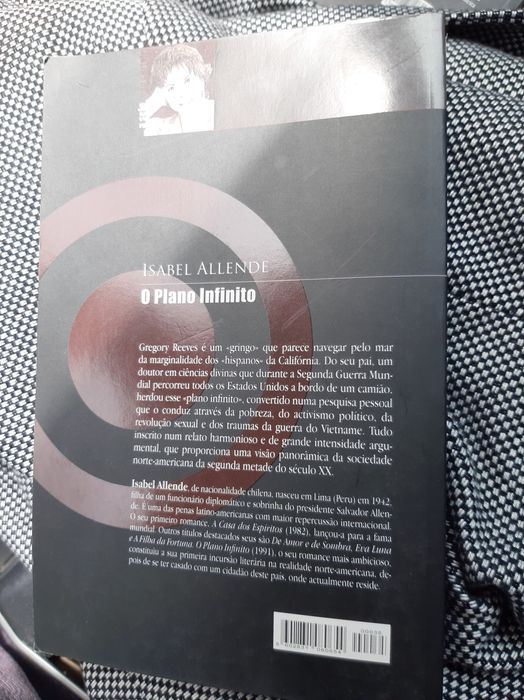 ISABEL ALLENDE
O Plano Infinito
Gregory Reeves é um «gringo» que parece navegar pelo mar
da marginalidade dos «hispanos» da Califórnia. Do seu pai, um
doutor em ciências divinas que durante a Segunda Guerra Mun-
dial percorreu todos os Estados Unidos a bordo de um camião,
herdou esse «plano infinito», convertido numa pesquisa pessoal
que o conduz através da pobreza, do activismo político, da
revolução sexual e dos traumas da guerra do Vietname. Tudo
inscrito num relato harmonioso e de grande intensidade argu-
mental, que proporciona uma visão panorâmica da sociedade
norte-americana da segunda metade do século XX.
Isabel Allende, de nacionalidade chilena, nasceu em Lima (Peru) em 1942,
filha de um funcionário diplomático e sobrinha do presidente Salvador Allen-
de. É uma das penas latino-americanas com maior repercussão internacional.
O seu primeiro romance, A Casa dos Espíritos (1982), lançou-a para a fama
mundial. Outros títulos destacados seus são De Amor e de Sombra, Eva Luna
e A Filha da Fortuna. O Plano Infinito (1991), o seu romance mais ambicioso,
constituiu a sua primeira incursão literária na realidade norte-americana, de-
pois de se ter casado com um cidadão deste país, onde actualmente reside.
00038